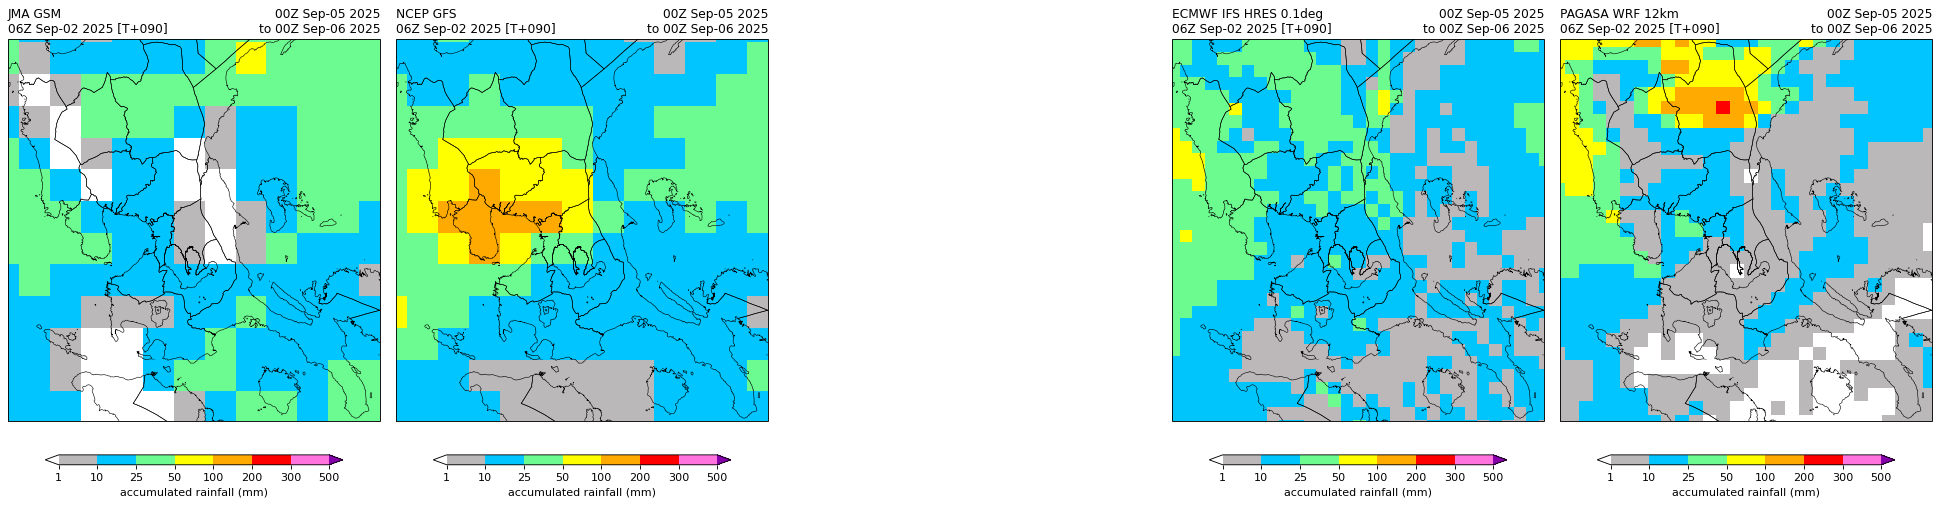 JMA GSM 00Z Sep-05 2025
06Z Sep-02 2025 [T+090] to 00Z Sep-06 2025
NCEP GFS 00Z Sep-05 2025
06Z Sep-02 2025 [T+090] to 00Z Sep-06 2025
ECMWF IFS HRES 0.1deg 00Z Sep-05 2025
06Z Sep-02 2025 [T+090] to 00Z Sep-06 2025
PAGASA WRF 12km 00Z Sep-05 2025
06Z Sep-02 2025 [T+090] to 00Z Sep-06 2025
1 10 25 50 100 200 300 500
accumulated rainfall (mm)
1 10 25 50 100 200 300 500
accumulated rainfall (mm)
1 10 25 50 100 200 300 500
accumulated rainfall (mm)
1 10 25 50 100 200 300 500
accumulated rainfall (mm)